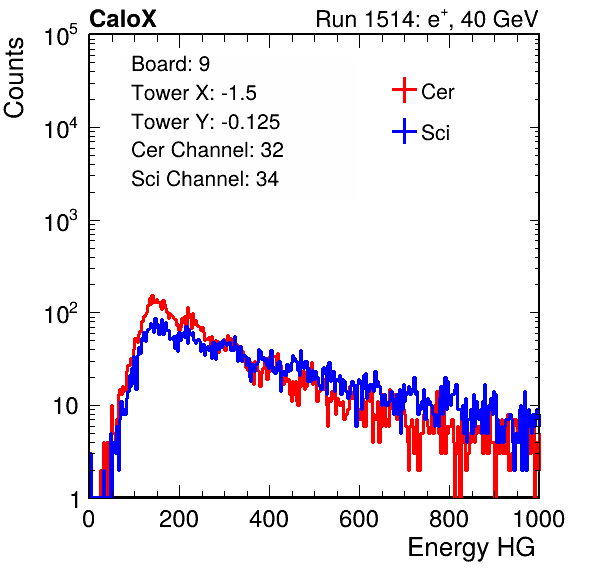 CaloX Run 1514: e⁺, 40 GeV
Counts
Board: 9
Tower X: -1.5
Tower Y: -0.125
Cer Channel: 32
Sci Channel: 34
Cer
Sci
10⁵
10⁴
10³
10²
10
1
0 200 400 600 800 1000
Energy HG